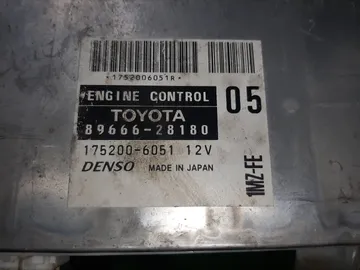 *1752006051R*
ENGINE CONTROL 05
TOYOTA
89666-28180
175200-6051 12V
DENSO MADE IN JAPAN
1MZ-FE